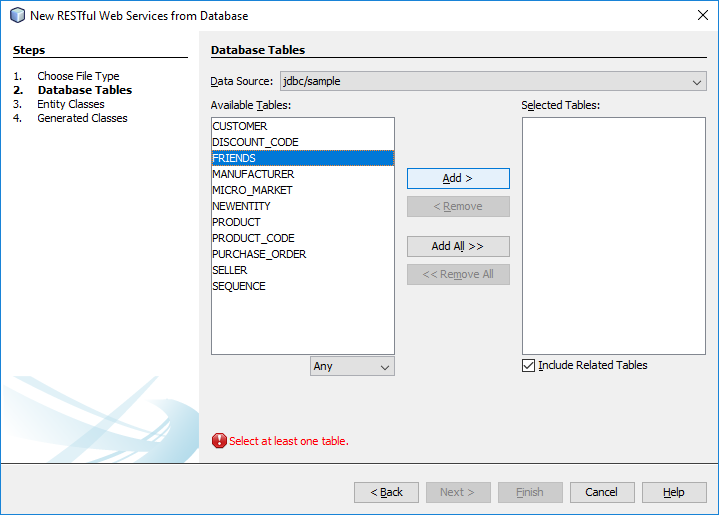 New RESTful Web Services from Database
Steps
1. Choose File Type
2. Database Tables
3. Entity Classes
4. Generated Classes
Database Tables
Data Source: jdbc/sample
Available Tables:
CUSTOMER
DISCOUNT_CODE
FRIENDS
MANUFACTURER
MICRO_MARKET
NEWENTITY
PRODUCT
PRODUCT_CODE
PURCHASE_ORDER
SELLER
SEQUENCE
Any
Add >
< Remove
Add All >>
<< Remove All
Selected Tables:
Include Related Tables
Select at least one table.
< Back
Next >
Finish
Cancel
Help